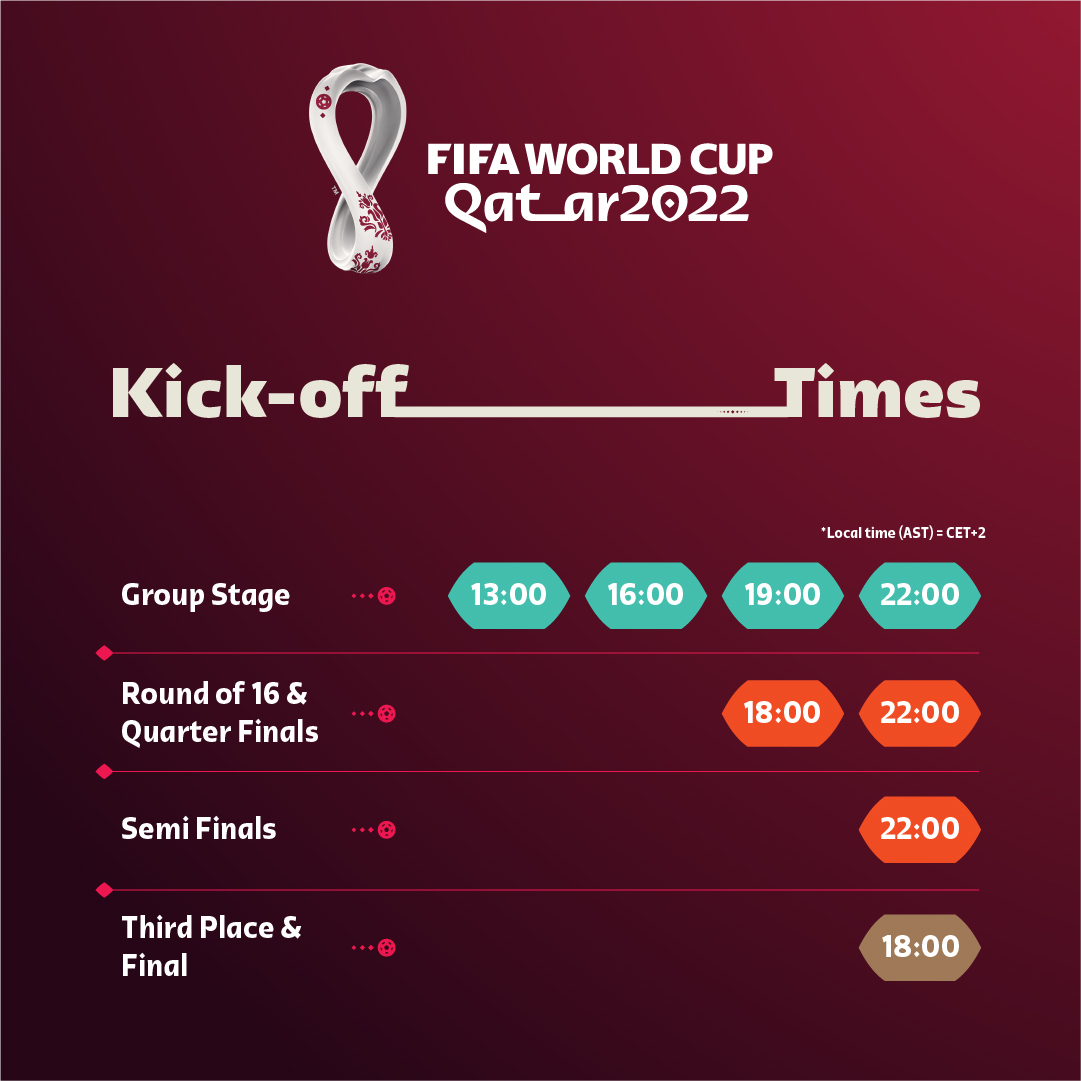 ™
FIFA WORLD CUP
Qatar2022
Kick-off Times
*Local time (AST) = CET+2
Group Stage 13:00 16:00 19:00 22:00
Round of 16 &
Quarter Finals 18:00 22:00
Semi Finals 22:00
Third Place &
Final 18:00